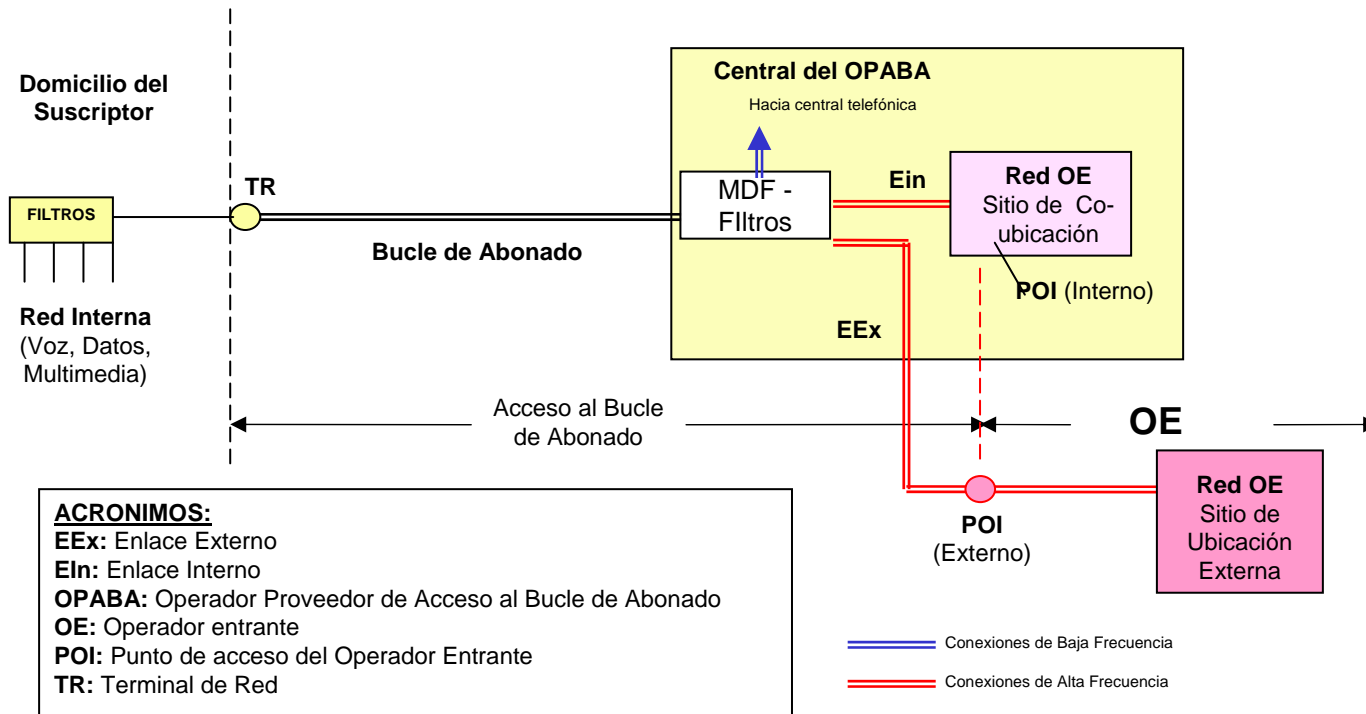 Domicilio del
Suscriptor
FILTROS
Red Interna
(Voz, Datos,
Multimedia)
TR
Bucle de Abonado
Central del OPABA
Hacia central telefónica
MDF -
FIltros
Ein
Red OE
Sitio de Co-
ubicación
POI (Interno)
EEx
Acceso al Bucle
de Abonado
OE
POI
(Externo)
Red OE
Sitio de
Ubicación
Externa
ACRONIMOS:
EEx: Enlace Externo
EIn: Enlace Interno
OPABA: Operador Proveedor de Acceso al Bucle de Abonado
OE: Operador entrante
POI: Punto de acceso del Operador Entrante
TR: Terminal de Red
Conexiones de Baja Frecuencia
Conexiones de Alta Frecuencia